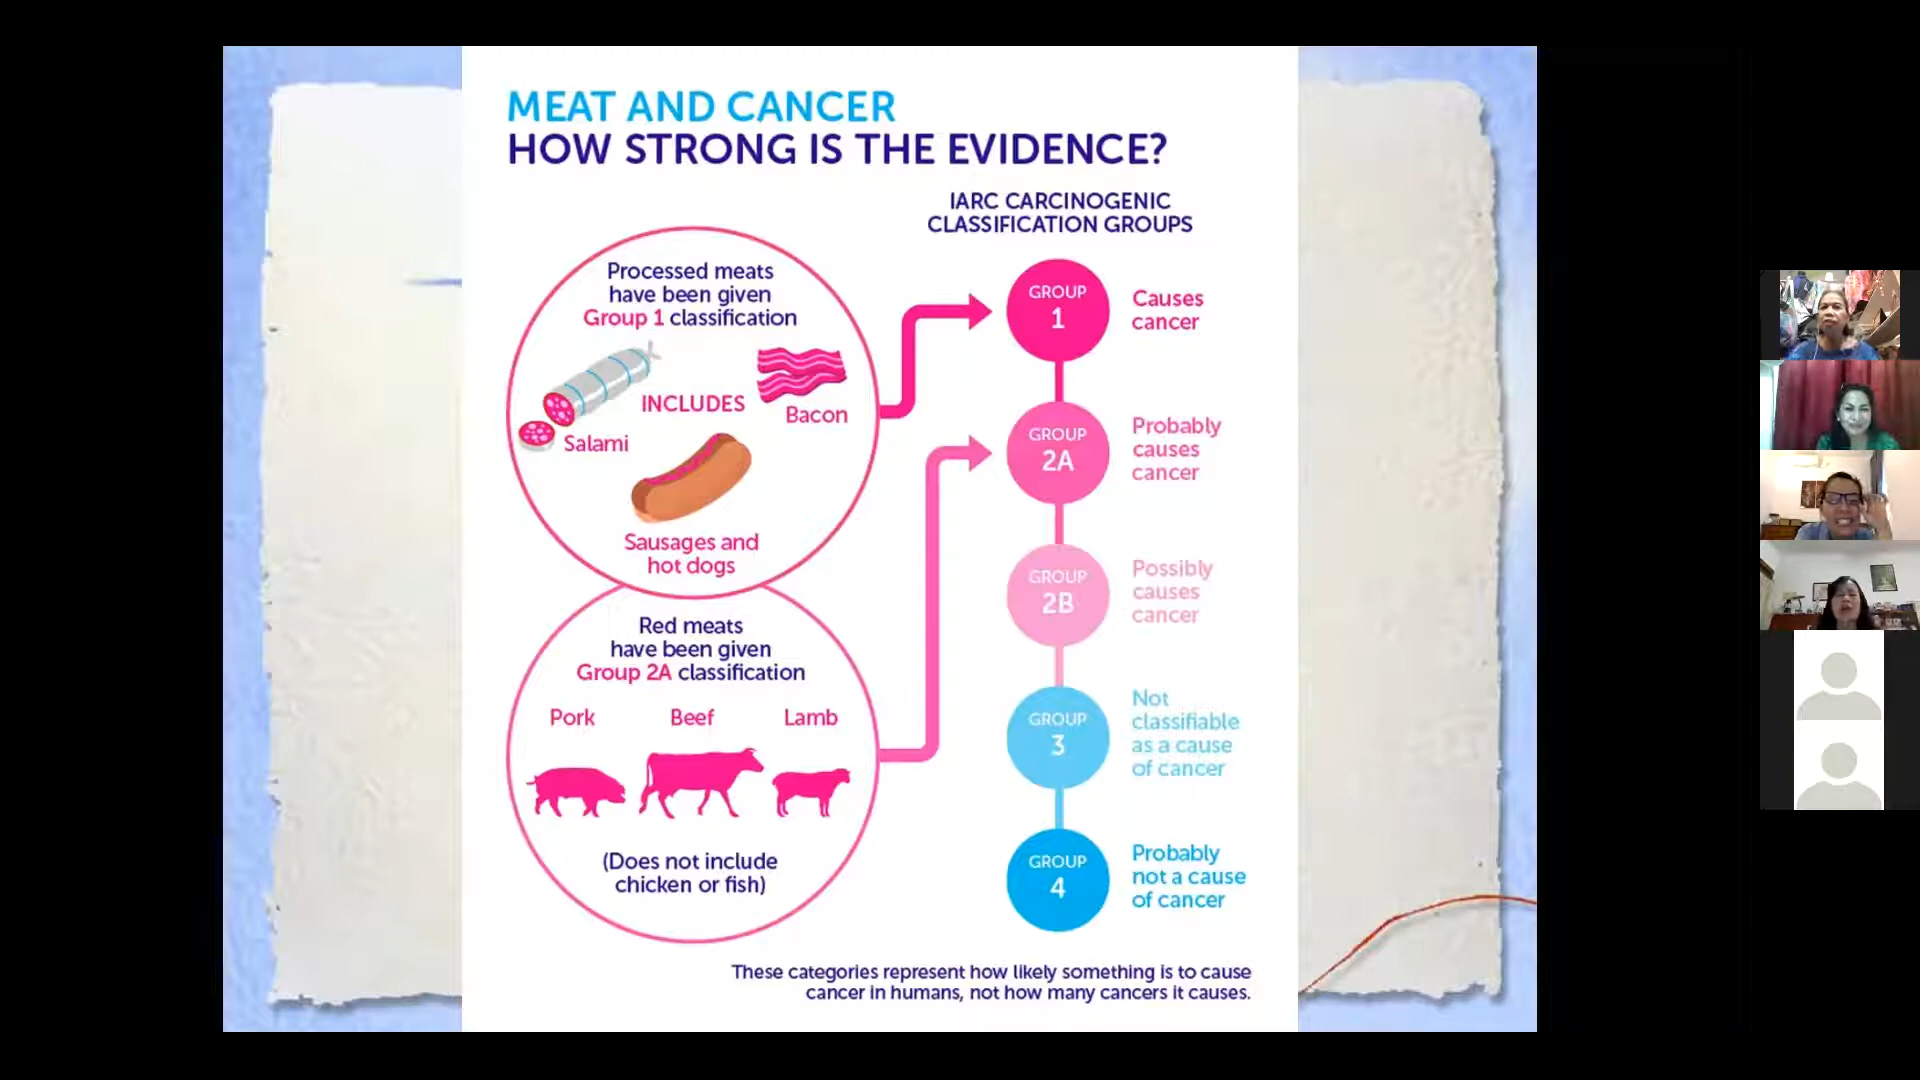 MEAT AND CANCER
HOW STRONG IS THE EVIDENCE?
IARC CARCINOGENIC
CLASSIFICATION GROUPS
Processed meats
have been given
Group 1 classification
INCLUDES
Bacon
Salami
Sausages and
hot dogs
Red meats
have been given
Group 2A classification
Pork
Beef
Lamb
(Does not include
chicken or fish)
GROUP
1
Causes
cancer
GROUP
2A
Probably
causes
cancer
GROUP
2B
Possibly
causes
cancer
GROUP
3
Not
classifiable
as a cause
of cancer
GROUP
4
Probably
not a cause
of cancer
These categories represent how likely something is to cause
cancer in humans, not how many cancers it causes.